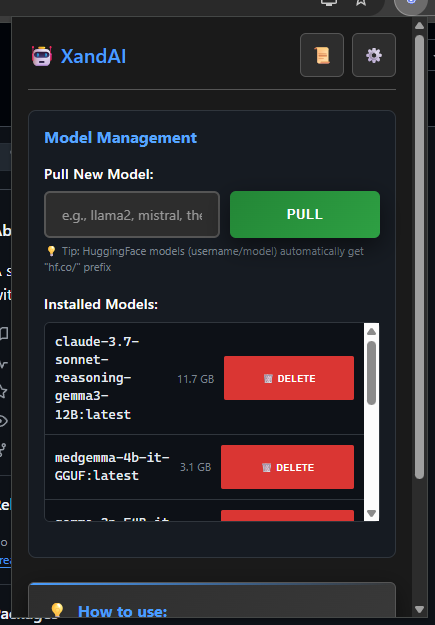 XandAI
Model Management
Pull New Model:
e.g., llama2, mistral, the
PULL
Tip: HuggingFace models (username/model) automatically get
"hf.co/" prefix
Installed Models:
claude-3.7-
sonnet-
reasoning-
gemma3-
12B:latest
11.7 GB
DELETE
medgemma-4b-it-
GGUF:latest
3.1 GB
DELETE
How to use: